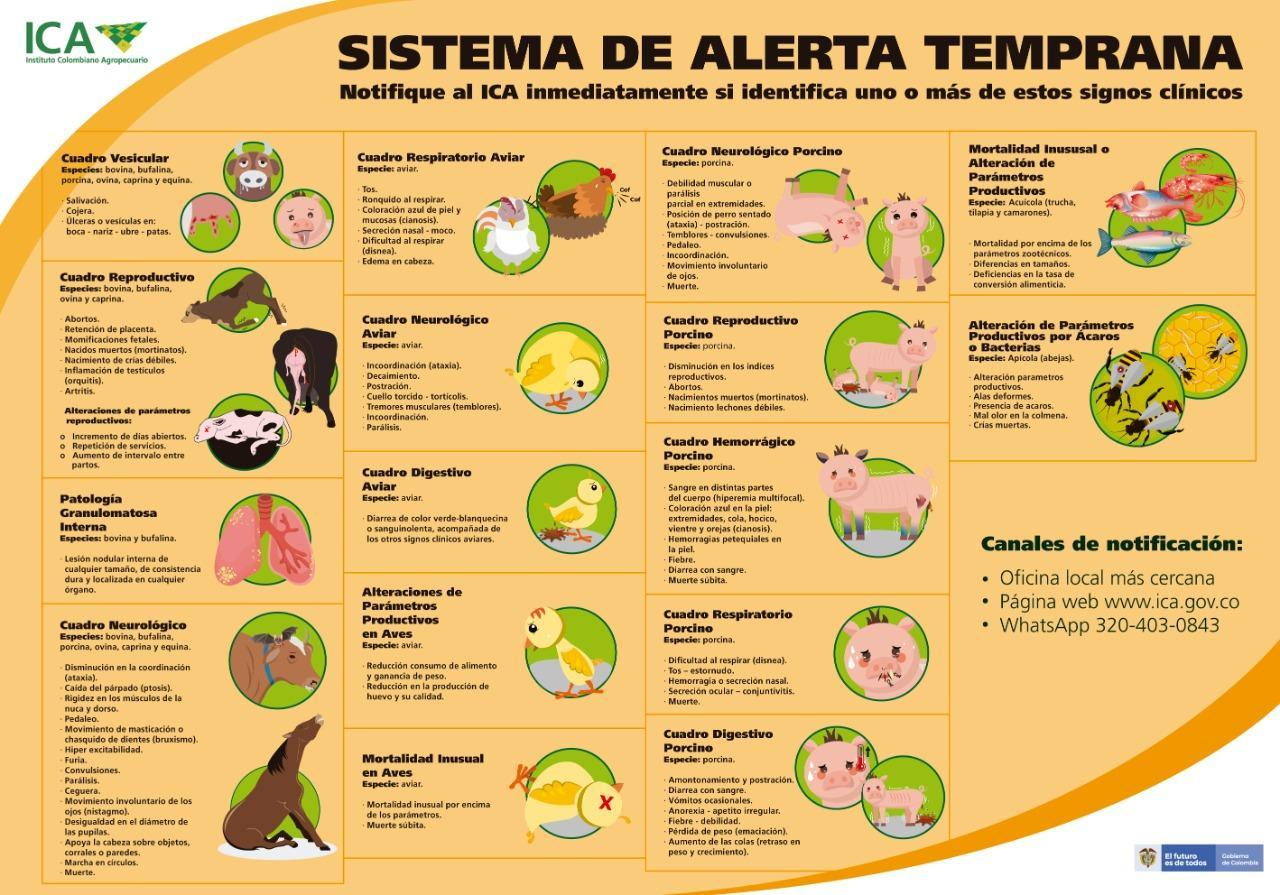 ICA
Instituto Colombiano Agropecuario
SISTEMA DE ALERTA TEMPRANA
Notifique al ICA inmediatamente si identifica uno o más de estos signos clínicos
Cuadro Vesicular
Especies: bovina, bufalina,
porcina, ovina, caprina y equina.
· Salivación.
· Cojera.
· Úlceras o vesículas en:
boca - nariz - ubre - patas.
Cuadro Reproductivo
Especies: bovina, bufalina,
ovina y caprina.
· Abortos.
· Retención de placenta.
· Momificaciones fetales.
· Nacidos muertos (mortinatos).
· Nacimiento de crías débiles.
· Inflamación de testículos
(orquitis).
· Artritis.
Alteraciones de parámetros
reproductivos:
o Incremento de días abiertos.
o Repetición de servicios.
o Aumento de intervalo entre
partos.
Patología
Granulomatosa
Interna
Especies: bovina y bufalina.
· Lesión nodular interna de
cualquier tamaño, de consistencia
dura y localizada en cualquier
órgano.
Cuadro Neurológico
Especies: bovina, bufalina,
porcina, ovina, caprina y equina.
· Disminución en la coordinación
(ataxia).
· Caída del párpado (ptosis).
· Rigidez en los músculos de la
nuca y dorso.
· Pedaleo.
· Movimiento de masticación o
chasquido de dientes (bruxismo).
· Hiper excitabilidad.
· Furia.
· Convulsiones.
· Parálisis.
· Ceguera.
· Movimiento involuntario de los
ojos (nistagmo).
· Desigualdad en el diámetro de
las pupilas.
· Apoya la cabeza sobre objetos,
corrales o paredes.
· Marcha en círculos.
· Muerte.
Cuadro Respiratorio Aviar
Especie: aviar.
· Tos.
· Ronquido al respirar.
· Coloración azul de piel y
mucosas (cianosis).
· Secreción nasal - moco.
· Dificultad al respirar
(disnea).
· Edema en cabeza.
Cof
Cof
Cuadro Neurológico
Aviar
Especie: aviar.
· Incoordinación (ataxia).
· Decaimiento.
· Postración.
· Cuello torcido - torticolis.
· Tremores musculares (temblores).
· Incoordinación.
· Parálisis.
Cuadro Digestivo
Aviar
Especie: aviar.
· Diarrea de color verde-blanquecina
o sanguinolenta, acompañada de
los otros signos clínicos aviares.
Alteraciones de
Parámetros
Productivos
en Aves
Especie: aviar.
· Reducción consumo de alimento
y ganancia de peso.
· Reducción en la producción de
huevo y su calidad.
Mortalidad Inusual
en Aves
Especie: aviar.
· Mortalidad inusual por encima
de los parámetros.
· Muerte súbita.
Cuadro Neurológico Porcino
Especie: porcina.
· Debilidad muscular o
parálisis
parcial en extremidades.
· Posición de perro sentado
(ataxia) - postración.
· Temblores - convulsiones.
· Pedaleo.
· Incoordinación.
· Movimiento involuntario
de ojos.
· Muerte.
Cuadro Reproductivo
Porcino
Especie: porcina.
· Disminución en los indices
reproductivos.
· Abortos.
· Nacimientos muertos (mortinatos).
· Nacimiento lechones débiles.
Cuadro Hemorrágico
Porcino
Especie: porcina.
· Sangre en distintas partes
del cuerpo (hiperemia multifocal).
· Coloración azul en la piel:
extremidades, cola, hocico,
vientre y orejas (cianosis).
· Hemorragias petequiales en
la piel.
· Fiebre.
· Diarrea con sangre.
· Muerte súbita.
Cuadro Respiratorio
Porcino
Especie: porcina.
· Dificultad al respirar (disnea).
· Tos – estornudo.
· Hemorragia o secreción nasal.
· Secreción ocular – conjuntivitis.
· Muerte.
Cuadro Digestivo
Porcino
Especie: porcina.
· Amontonamiento y postración.
· Diarrea con sangre.
· Vómitos ocasionales.
· Anorexia - apetito irregular.
· Fiebre - debilidad.
· Pérdida de peso (emaciación).
· Aumento de las colas (retraso en
peso y crecimiento).
Mortalidad Inususal o
Alteración de
Parámetros
Productivos
Especie: Acuícola (trucha,
tilapia y camarones).
· Mortalidad por encima de los
parámetros zootécnicos.
· Diferencias en tamaños.
· Deficiencias en la tasa de
conversión alimenticia.
Alteración de Parámetros
Productivos por Ácaros
o Bacterias
Especie: Apícola (abejas).
· Alteración parametros
productivos.
· Alas deformes.
· Presencia de acaros.
· Mal olor en la colmena.
· Crías muertas.
Canales de notificación:
• Oficina local más cercana
• Página web www.ica.gov.co
• WhatsApp 320-403-0843
El futuro
es de todos
Gobierno
de Colombia